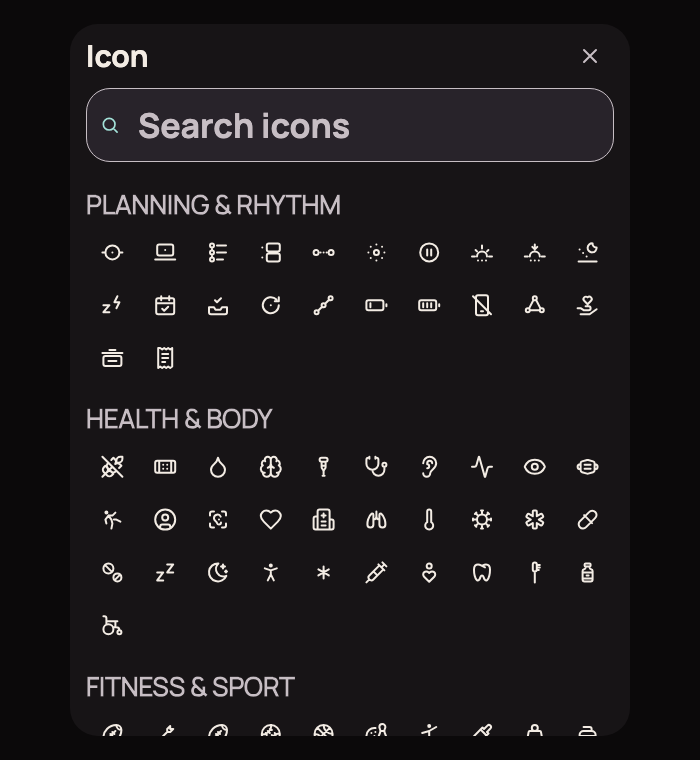 Icon
Search icons
PLANNING & RHYTHM
HEALTH & BODY
FITNESS & SPORT